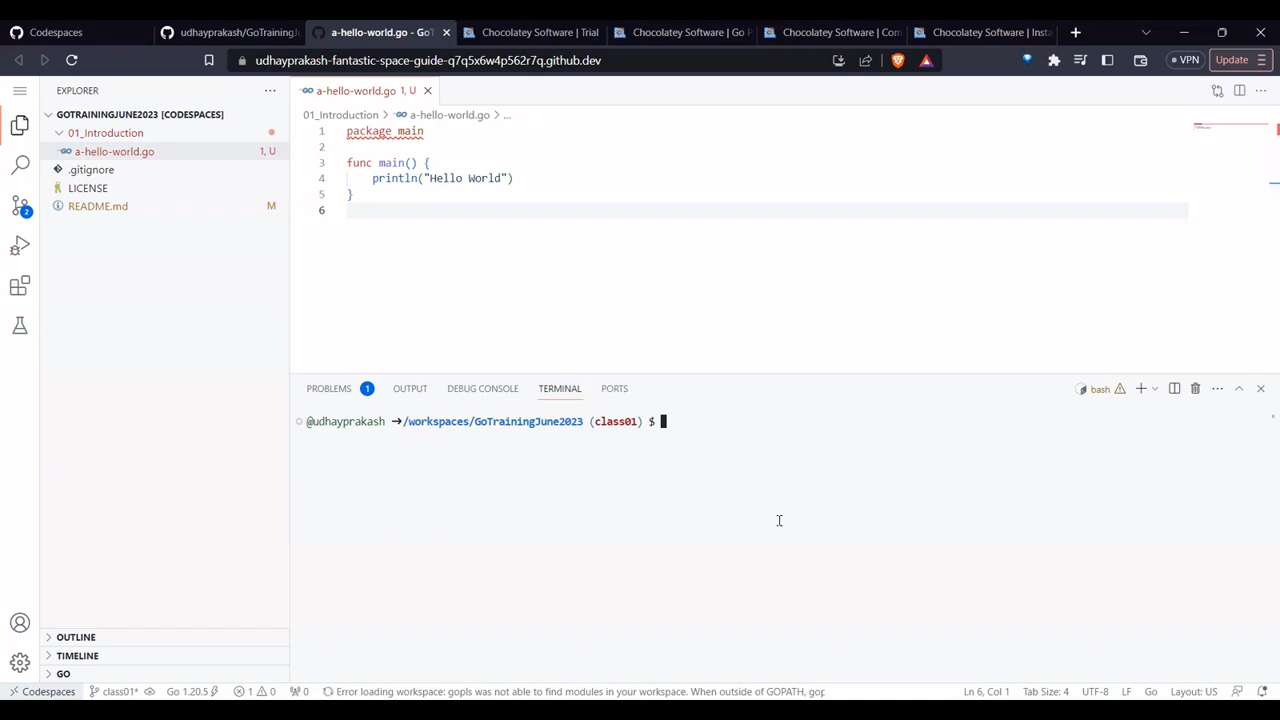 Codespaces
udhayprakash/GoTrainingJu
a-hello-world.go - GoT
Chocolatey Software | Trial
Chocolatey Software | Go P
Chocolatey Software | Com
Chocolatey Software | Insta
udhayprakash-fantastic-space-guide-q7q5x6w4p562r7q.github.dev
VPN
Update
EXPLORER
a-hello-world.go 1, U
GOTRAININGJUNE2023 [CODESPACES]
01_Introduction > a-hello-world.go > ...
01_Introduction
a-hello-world.go 1, U
.gitignore
LICENSE
README.md M
1 package main
2
3 func main() {
4 println("Hello World")
5 }
6
2
PROBLEMS 1 OUTPUT DEBUG CONSOLE TERMINAL PORTS
bash
@udhayprakash ➜/workspaces/GoTrainingJune2023 (class01) $
OUTLINE
TIMELINE
GO
Codespaces class01* Go 1.20.5 1 0 0 Error loading workspace: gopls was not able to find modules in your workspace. When outside of GOPATH, gop Ln 6, Col 1 Tab Size: 4 UTF-8 LF Go Layout: US